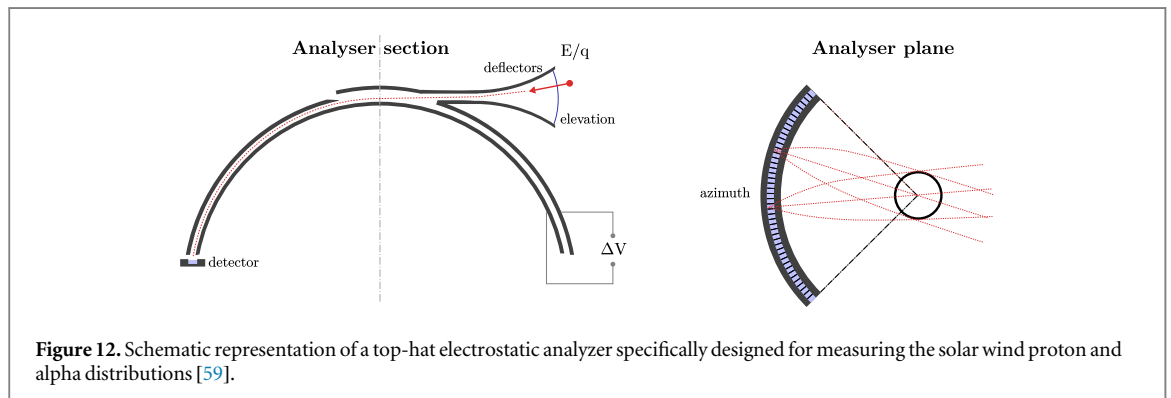 Analyser section
E/q
deflectors
elevation
detector
ΔV
Analyser plane
azimuth
Figure 12. Schematic representation of a top-hat electrostatic analyzer specifically designed for measuring the solar wind proton and
alpha distributions [59].